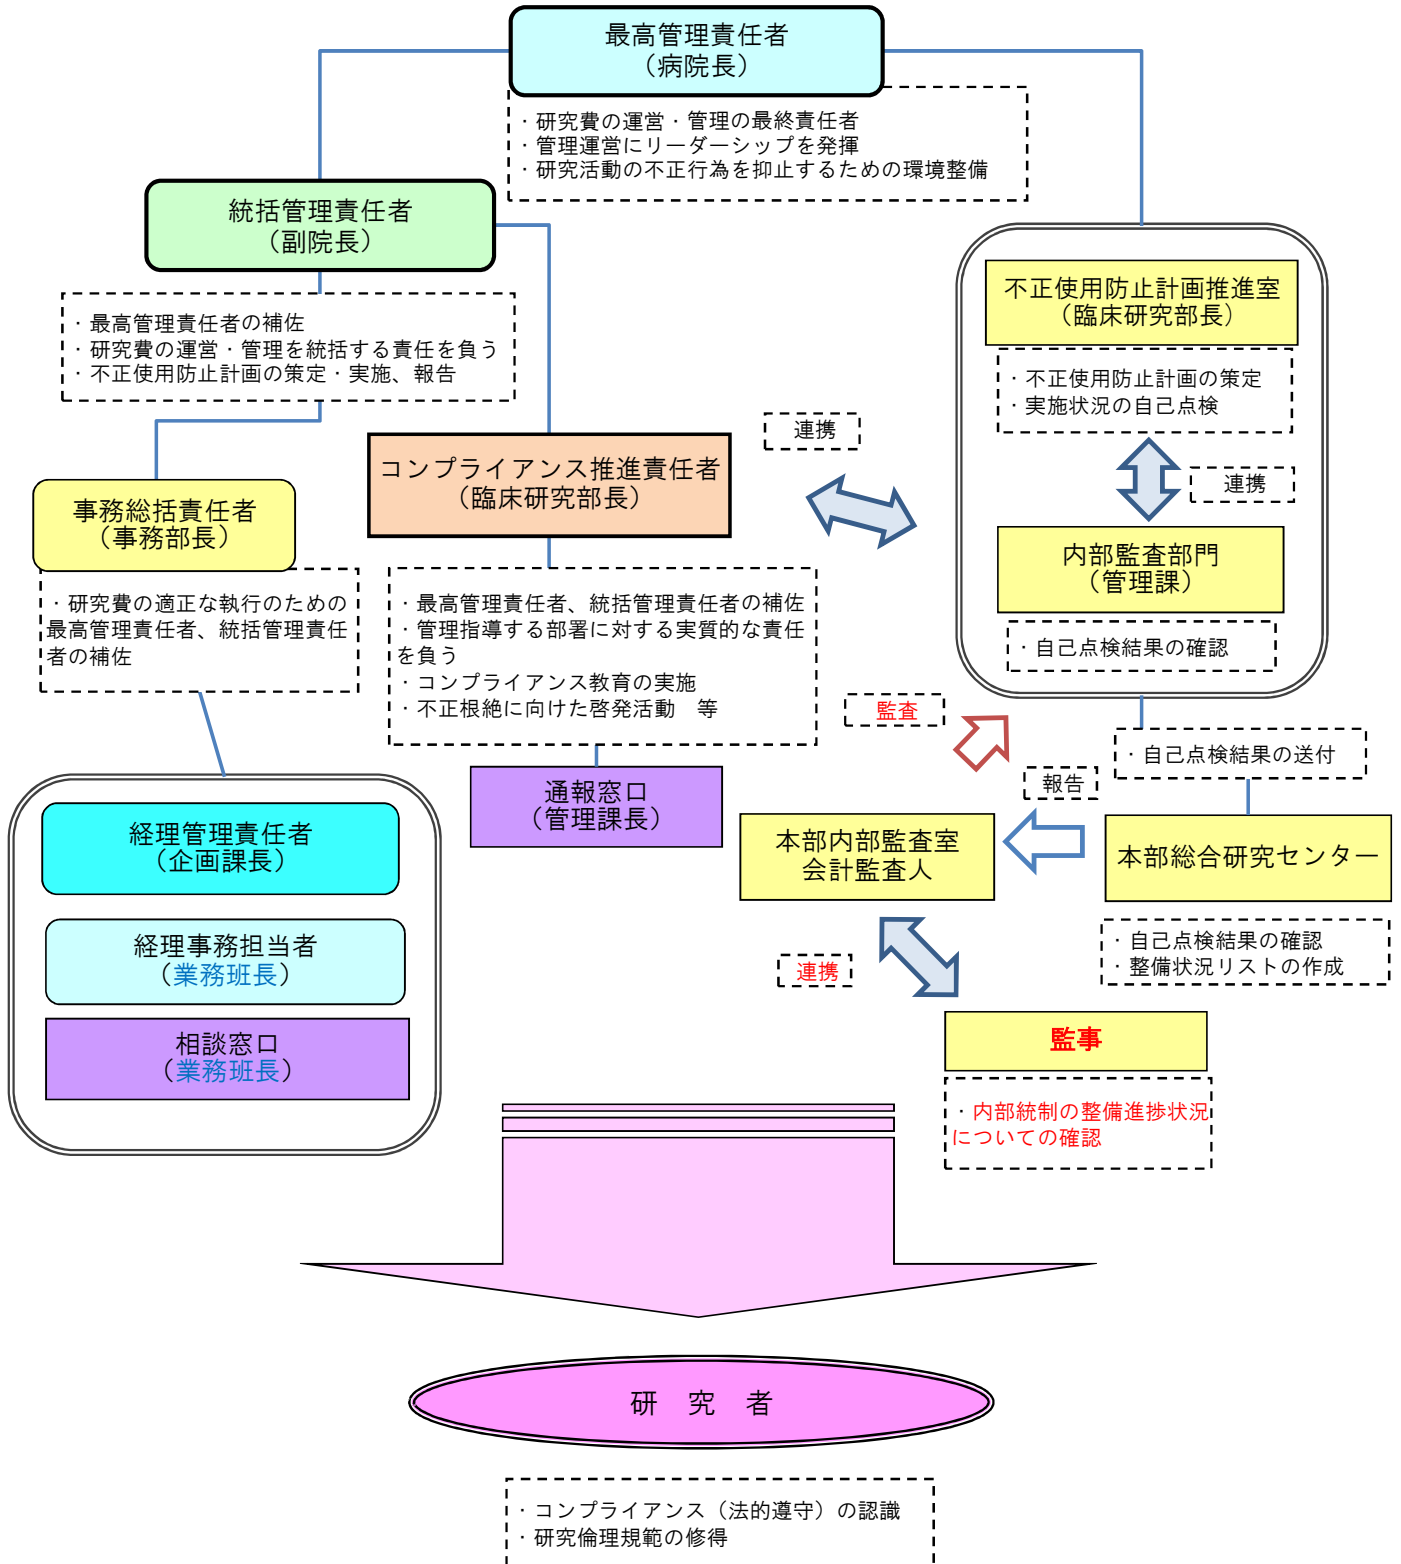 最高管理責任者
（病院長）
・研究費の運営・管理の最終責任者
・管理運営にリーダーシップを発揮
・研究活動の不正行為を抑止するための環境整備
統括管理責任者
（副院長）
・最高管理責任者の補佐
・研究費の運営・管理を統括する責任を負う
・不正使用防止計画の策定・実施、報告
不正使用防止計画推進室
（臨床研究部長）
・不正使用防止計画の策定
・実施状況の自己点検
連携
連携
コンプライアンス推進責任者
（臨床研究部長）
事務総括責任者
（事務部長）
内部監査部門
（管理課）
・自己点検結果の確認
・研究費の適正な執行のための
最高管理責任者、統括管理責任
者の補佐
・最高管理責任者、統括管理責任者の補佐
・管理指導する部署に対する実質的な責任
を負う
・コンプライアンス教育の実施
・不正根絶に向けた啓発活動　等
監査
・自己点検結果の送付
報告
通報窓口
（管理課長）
経理管理責任者
（企画課長）
本部内部監査室
会計監査人
本部総合研究センター
・自己点検結果の確認
・整備状況リストの作成
経理事務担当者
（業務班長）
連携
相談窓口
（業務班長）
監事
・内部統制の整備進捗状況
についての確認
研　究　者
・コンプライアンス（法的遵守）の認識
・研究倫理規範の修得